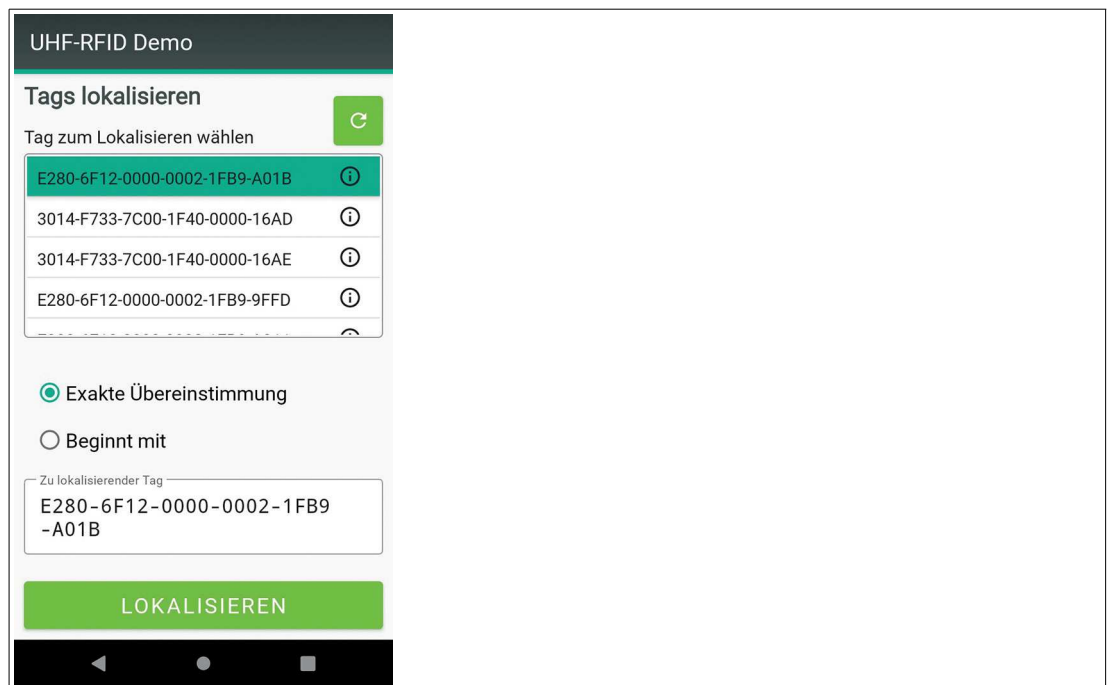 UHF-RFID Demo
Tags lokalisieren
Tag zum Lokalisieren wählen
E280-6F12-0000-0002-1FB9-A01B
3014-F733-7C00-1F40-0000-16AD
3014-F733-7C00-1F40-0000-16AE
E280-6F12-0000-0002-1FB9-9FFD
Exakte Übereinstimmung
Beginnt mit
Zu lokalisierender Tag
E280-6F12-0000-0002-1FB9
-A01B
LOKALISIEREN